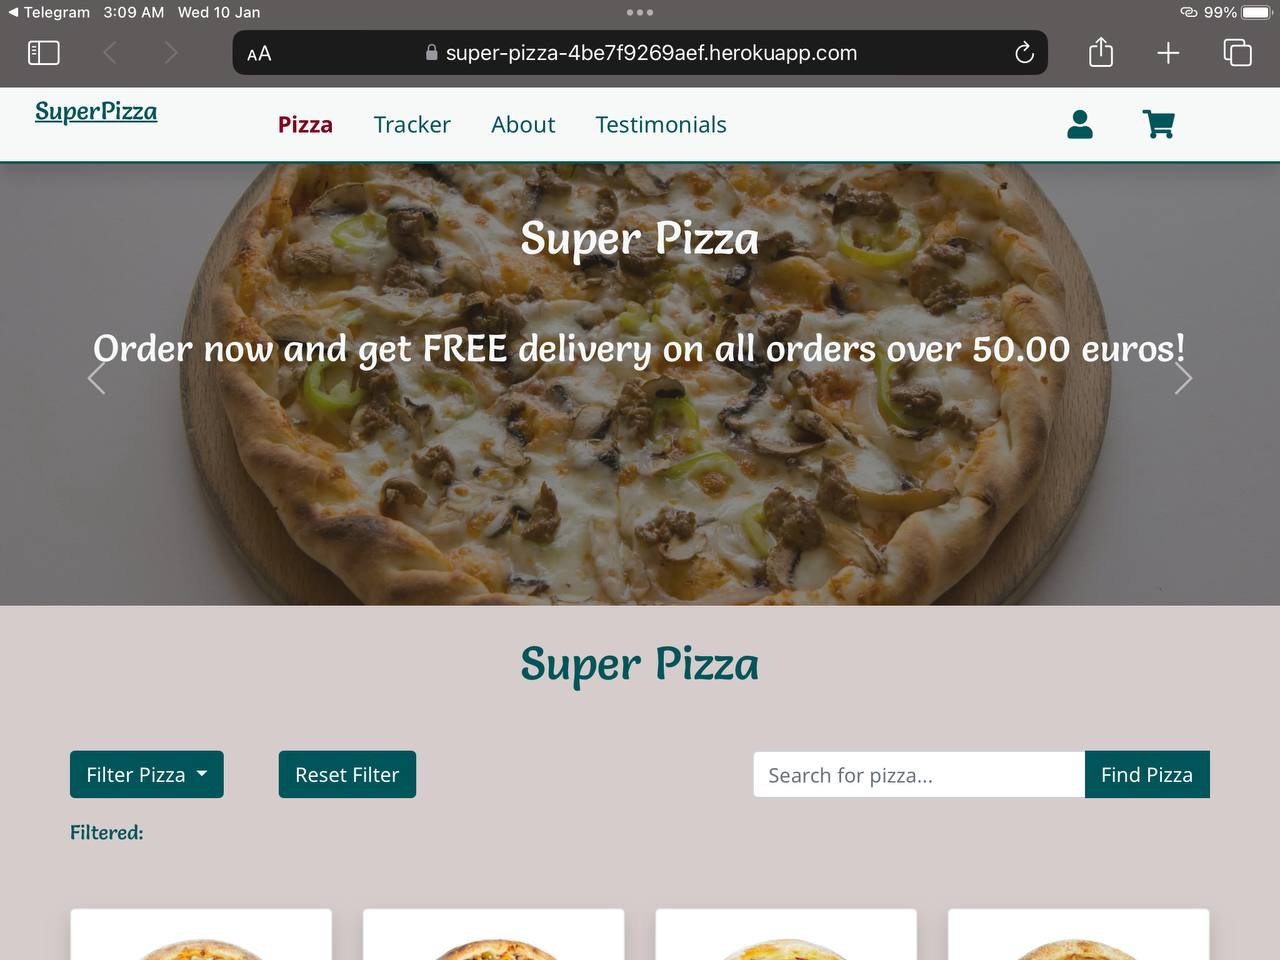 Telegram 3:09 AM Wed 10 Jan 99%
AA super-pizza-4be7f9269aef.herokuapp.com
SuperPizza Pizza Tracker About Testimonials
Super Pizza
Order now and get FREE delivery on all orders over 50.00 euros!
Super Pizza
Filter Pizza Reset Filter Search for pizza... Find Pizza
Filtered: